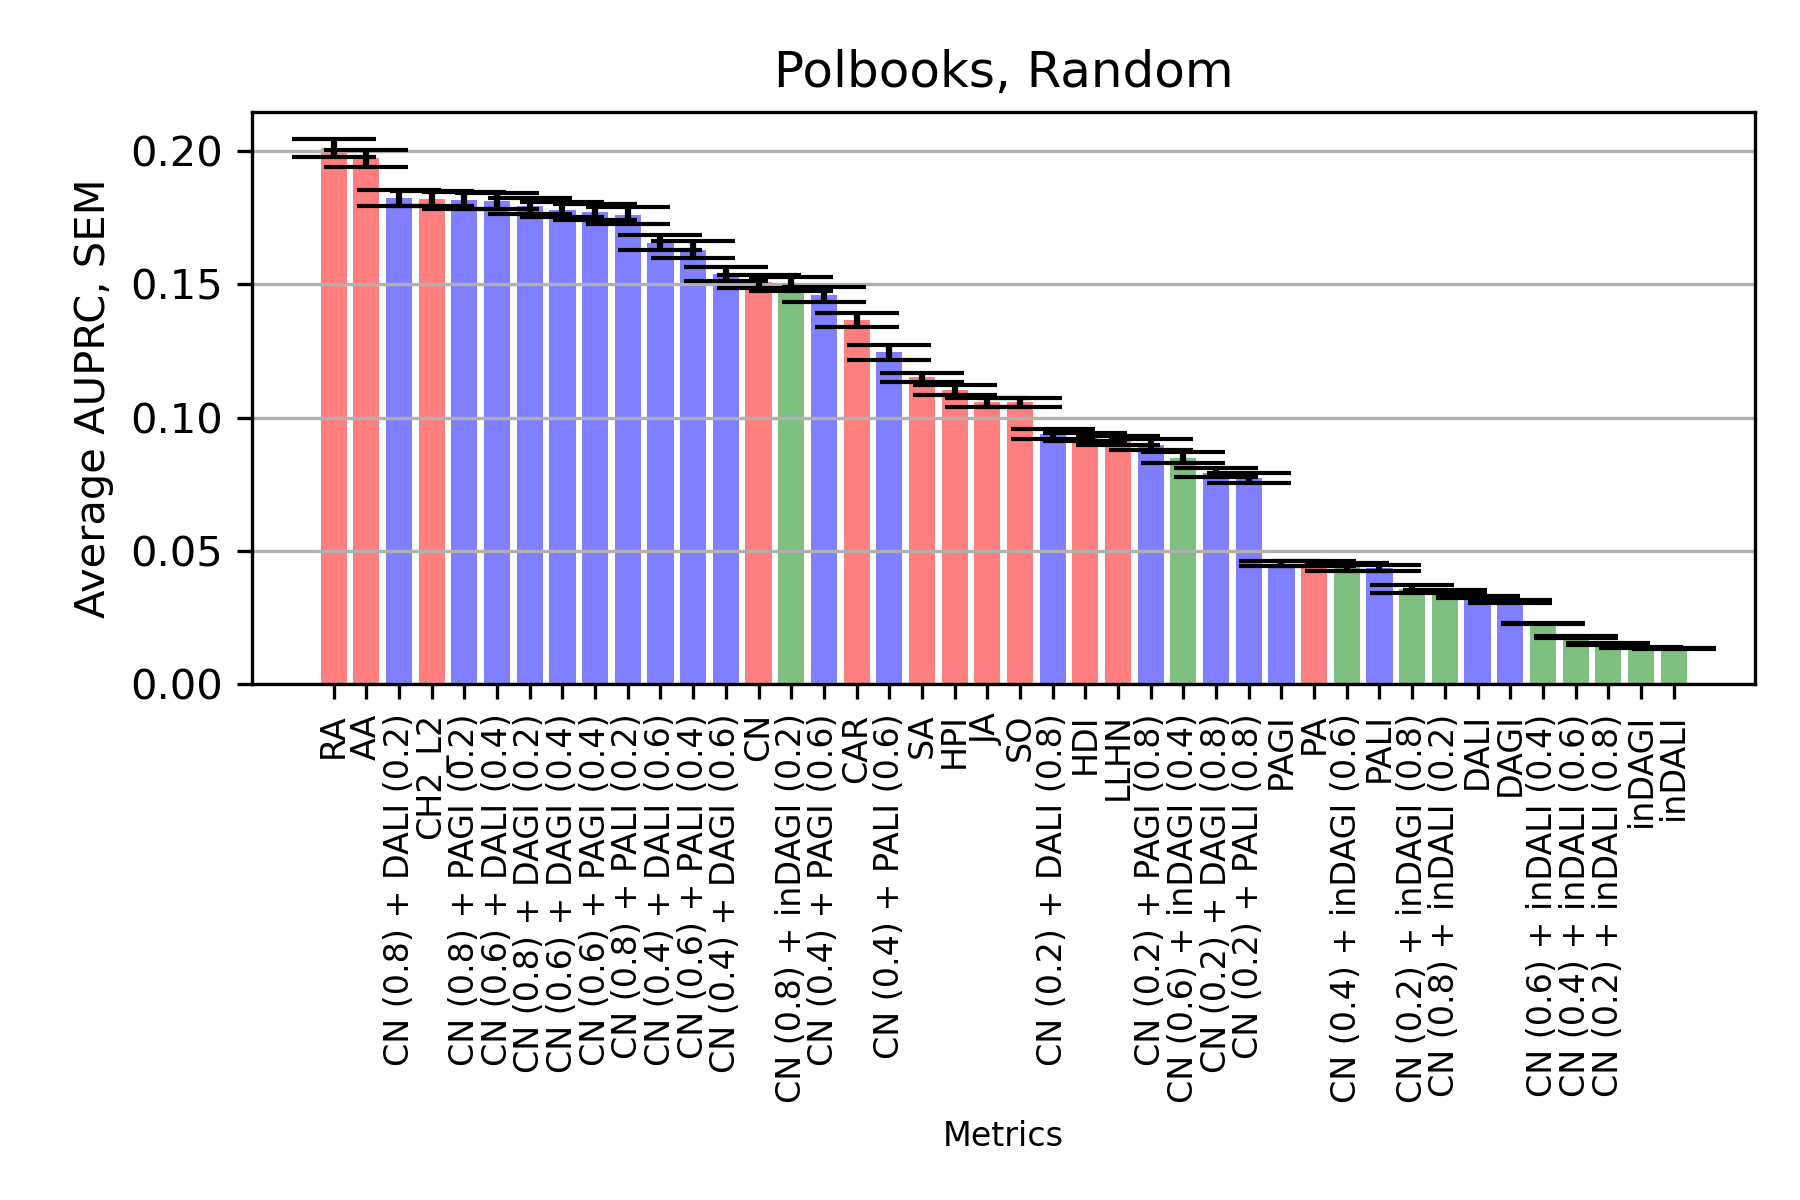 Polbooks, Random
Average AUPRC, SEM
0.20
0.15
0.10
0.05
0.00
RA
AA
CN (0.8) + DALI (0.2)
CH2_L2
CN (0.8) + PAGI (0.2)
CN (0.6) + DALI (0.4)
CN (0.8) + DAGI (0.2)
CN (0.6) + DAGI (0.4)
CN (0.6) + PAGI (0.4)
CN (0.8) + PALI (0.2)
CN (0.4) + DALI (0.6)
CN (0.6) + PALI (0.4)
CN (0.4) + DAGI (0.6)
CN
CN (0.8) + inDAGI (0.2)
CN (0.4) + PAGI (0.6)
CAR
CN (0.4) + PALI (0.6)
SA
HPI
JA
SO
CN (0.2) + DALI (0.8)
HDI
LLHN
CN (0.2) + PAGI (0.8)
CN (0.6) + inDAGI (0.4)
CN (0.2) + DAGI (0.8)
CN (0.2) + PALI (0.8)
PAGI
PA
CN (0.4) + inDAGI (0.6)
PALI
CN (0.2) + inDAGI (0.8)
CN (0.8) + inDALI (0.2)
DALI
DAGI
CN (0.6) + inDALI (0.4)
CN (0.4) + inDALI (0.6)
CN (0.2) + inDALI (0.8)
inDAGI
inDALI
Metrics